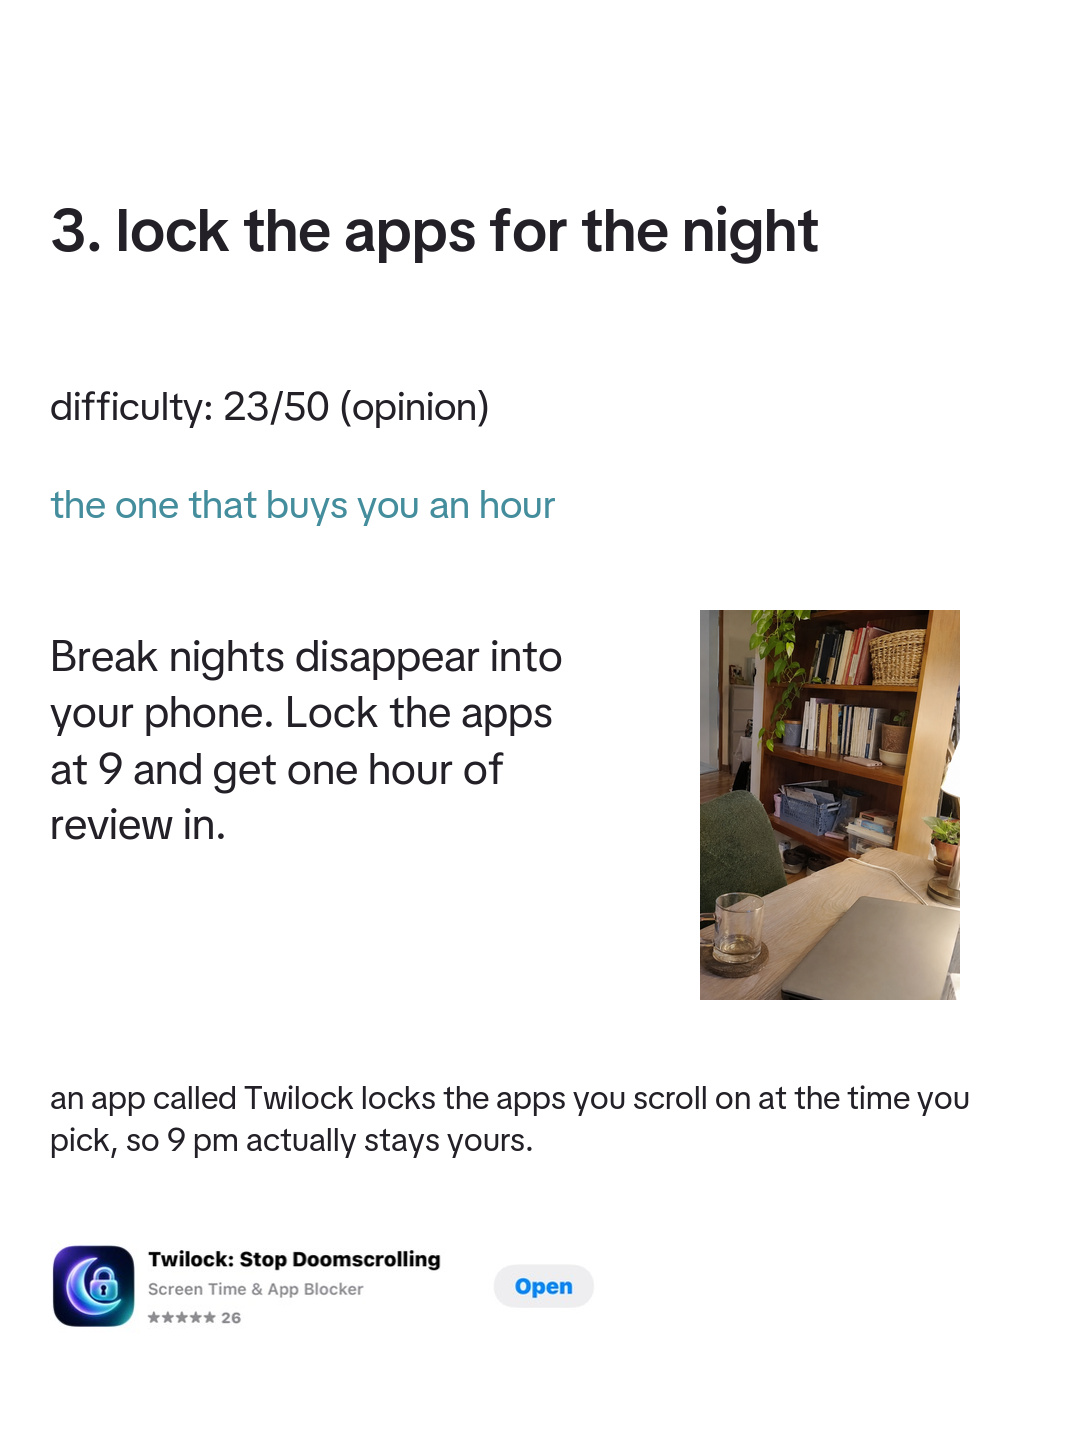 3. lock the apps for the night
difficulty: 23/50 (opinion)
the one that buys you an hour
Break nights disappear into
your phone. Lock the apps
at 9 and get one hour of
review in.
an app called Twilock locks the apps you scroll on at the time you
pick, so 9 pm actually stays yours.
Twilock: Stop Doomscrolling
Screen Time & App Blocker
★★★★★ 26
Open